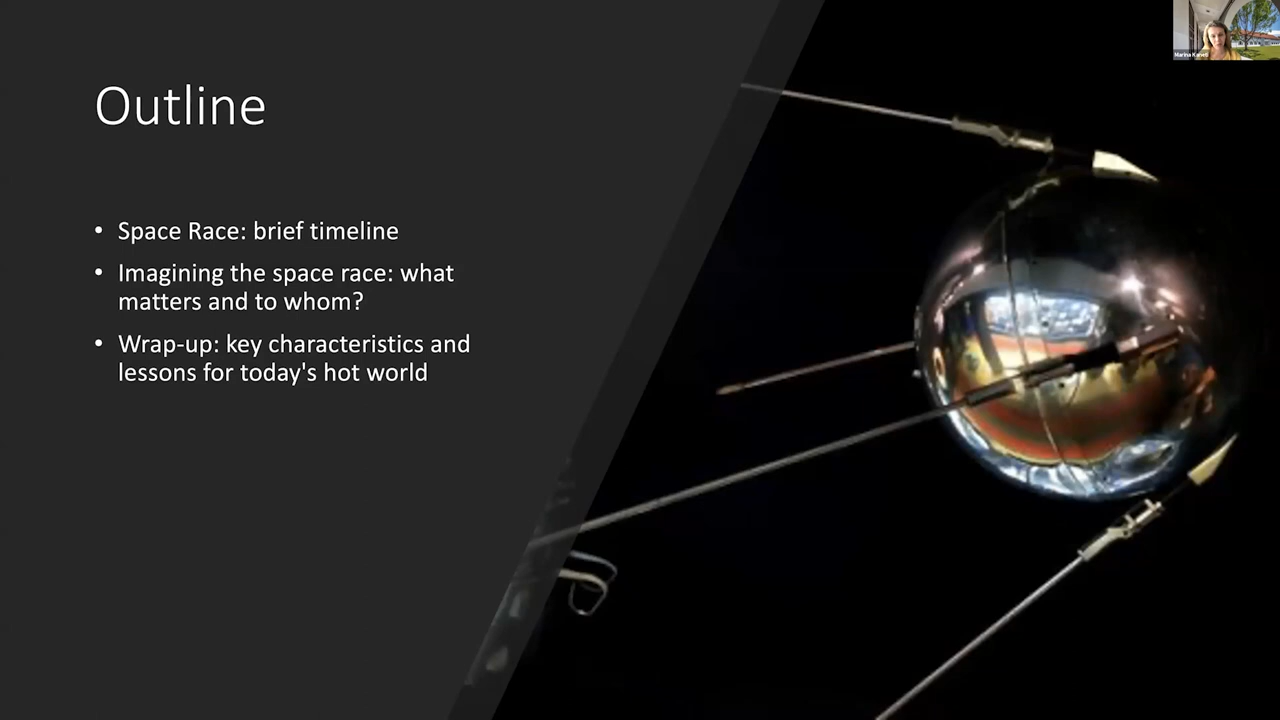 Outline
• Space Race: brief timeline
• Imagining the space race: what
matters and to whom?
• Wrap-up: key characteristics and
lessons for today's hot world